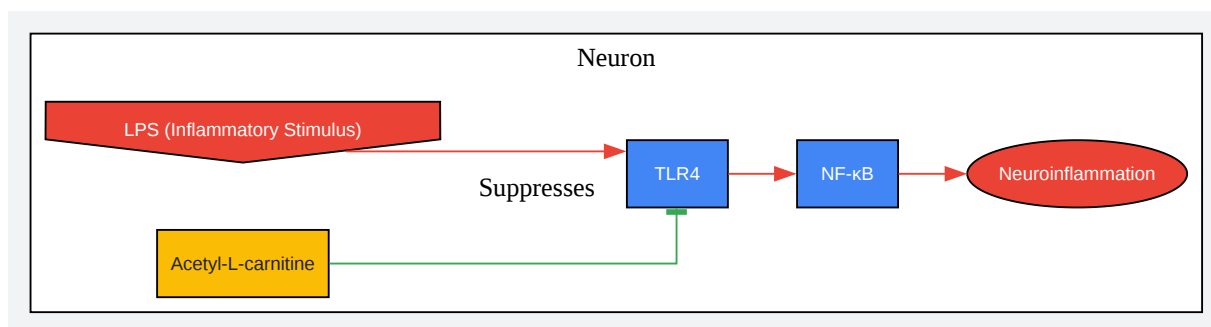 Neuron
LPS (Inflammatory Stimulus)
TLR4
NF-κB
Neuroinflammation
Suppresses
Acetyl-L-carnitine